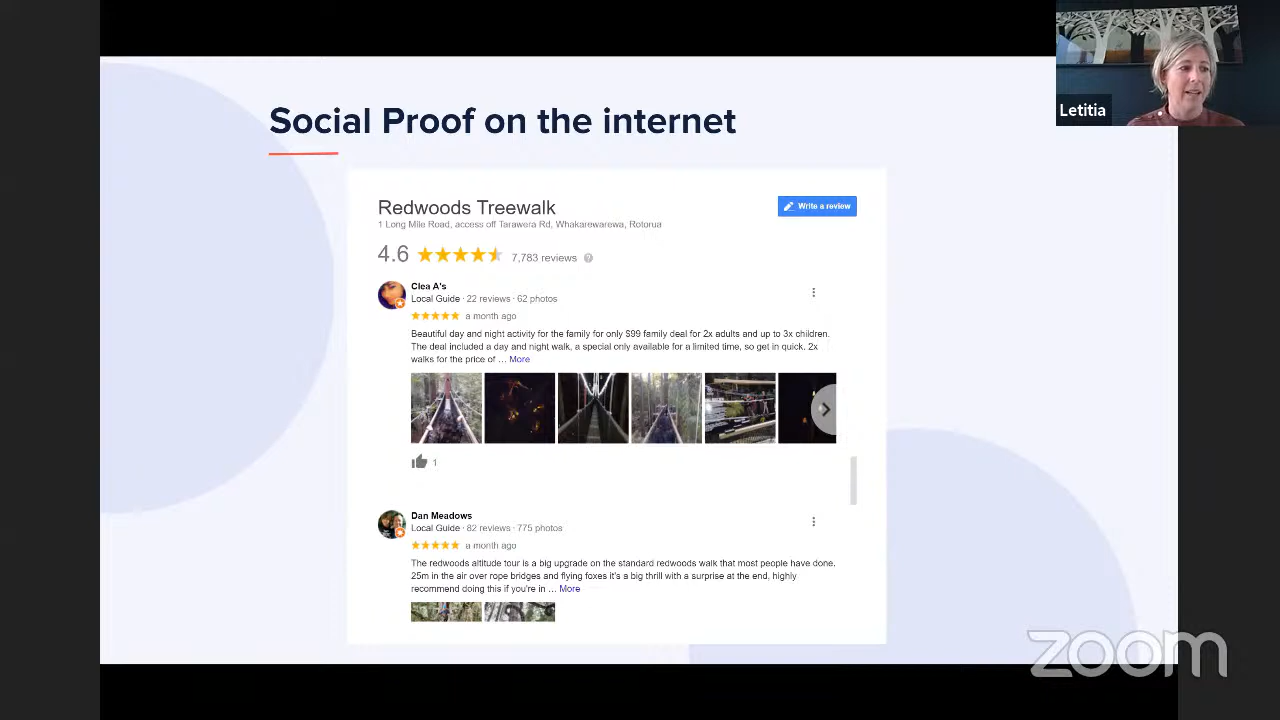 Letitia
Social Proof on the internet
Redwoods Treewalk
Write a review
1 Long Mile Road, access off Tarawera Rd, Whakarewarewa, Rotorua
4.6 7,783 reviews ?
Clea A's
Local Guide · 22 reviews · 62 photos
a month ago
Beautiful day and night activity for the family for only $99 family deal for 2x adults and up to 3x children.
The deal included a day and night walk, a special only available for a limited time, so get in quick. 2x
walks for the price of … More
1
Dan Meadows
Local Guide · 82 reviews · 775 photos
a month ago
The redwoods altitude tour is a big upgrade on the standard redwoods walk that most people have done.
25m in the air over rope bridges and flying foxes it's a big thrill with a surprise at the end, highly
recommend doing this if you're in … More
zoom